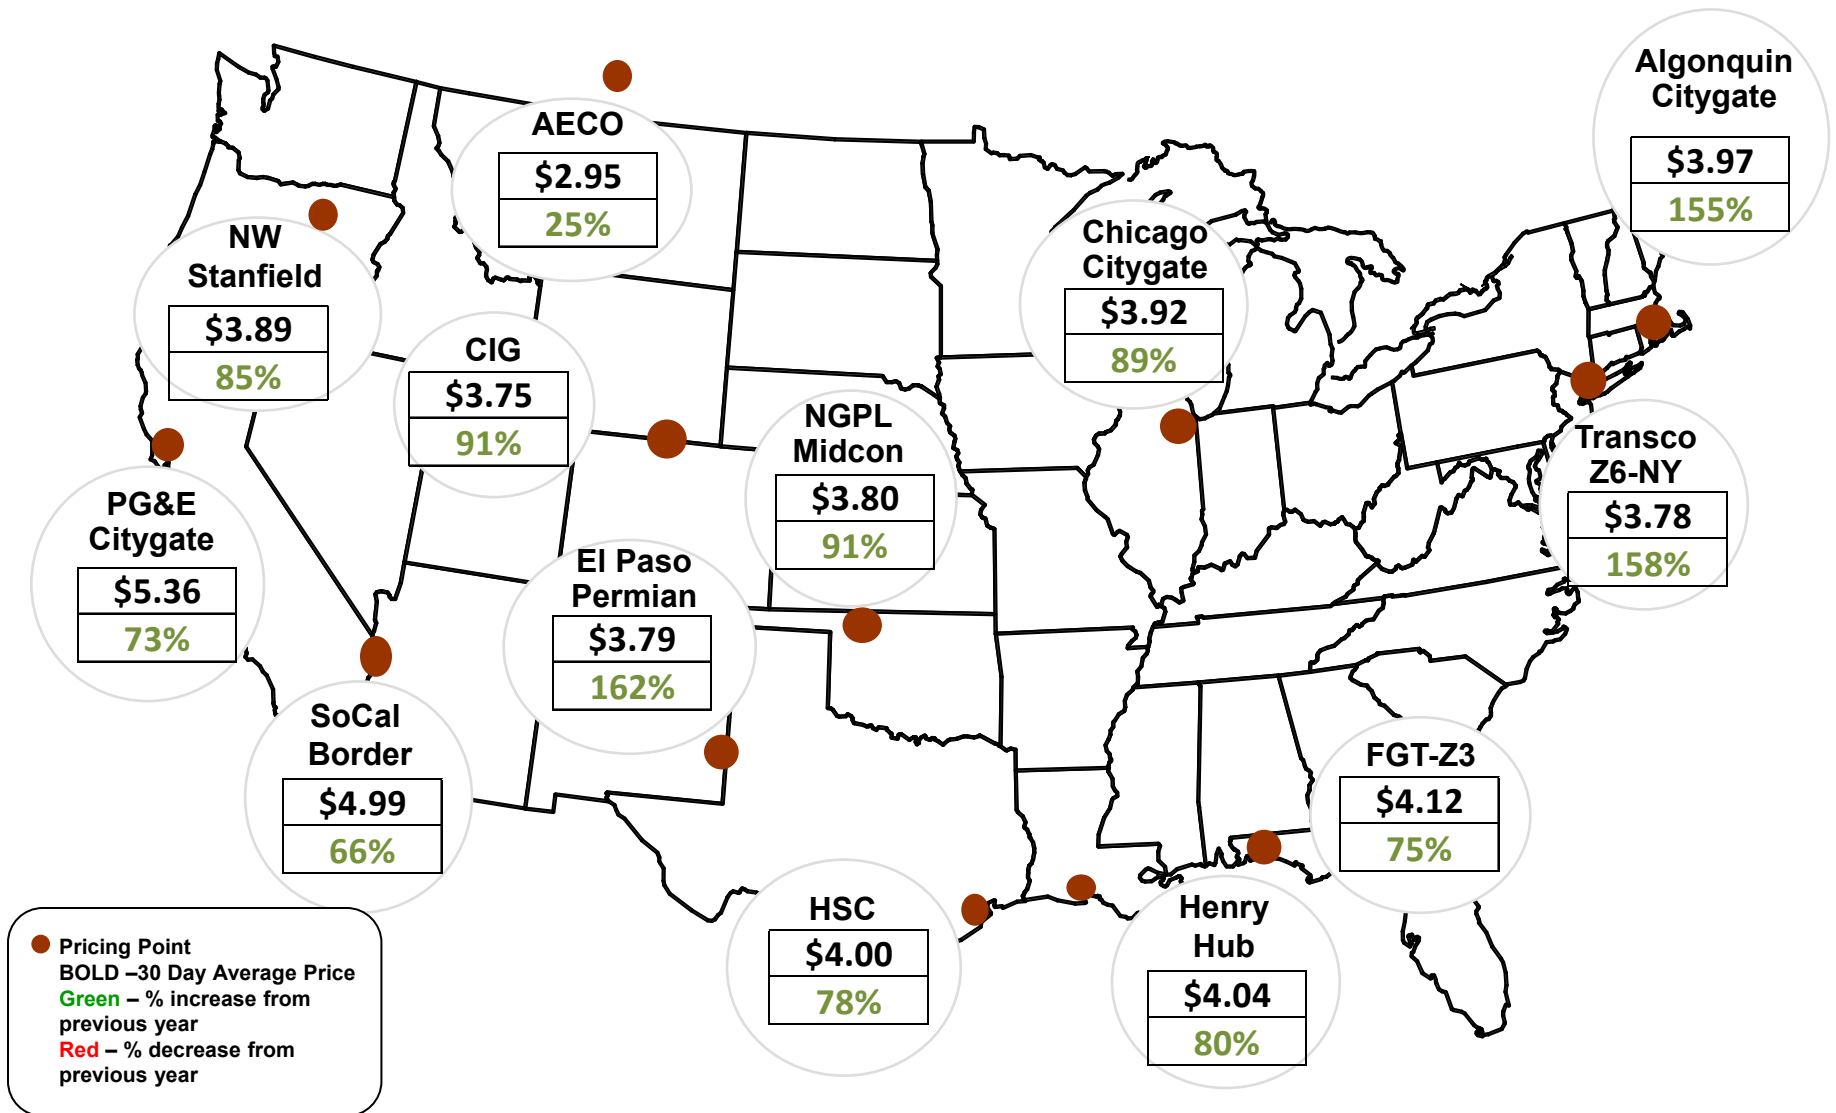 AECO
$2.95
25%
Algonquin
Citygate
$3.97
155%
NW
Stanfield
$3.89
85%
Chicago
Citygate
$3.92
89%
CIG
$3.75
91%
NGPL
Midcon
$3.80
91%
Transco
Z6-NY
$3.78
158%
PG&E
Citygate
$5.36
73%
El Paso
Permian
$3.79
162%
SoCal
Border
$4.99
66%
FGT-Z3
$4.12
75%
HSC
$4.00
78%
Henry
Hub
$4.04
80%
Pricing Point
BOLD –30 Day Average Price
Green – % increase from
previous year
Red – % decrease from
previous year